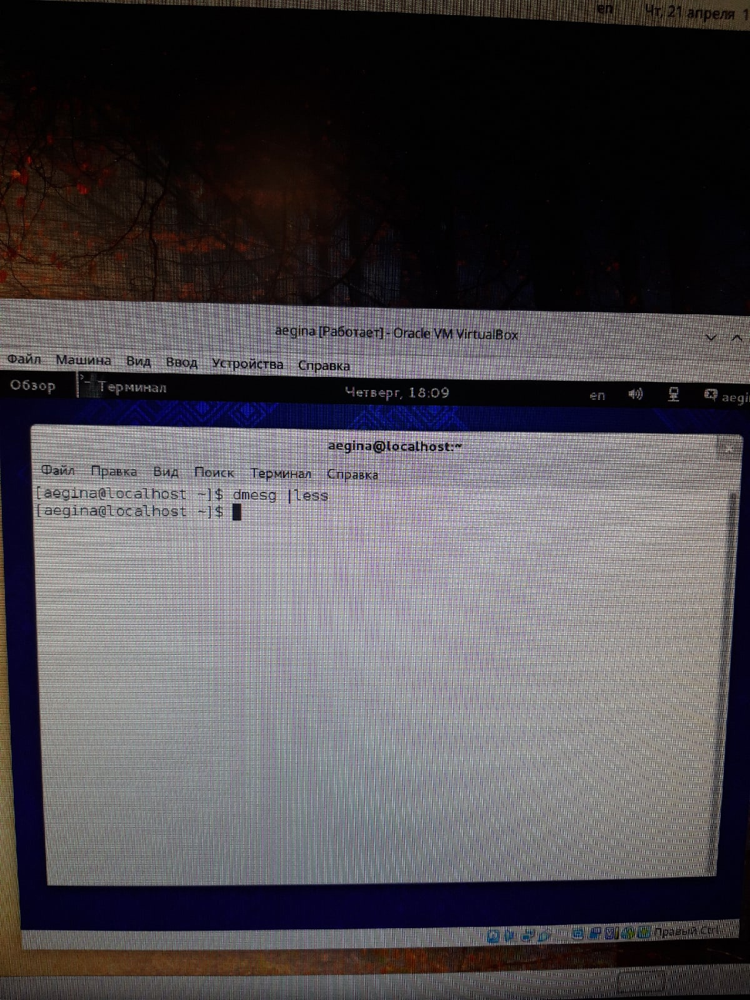 en Чт, 21 апреля 1
aegina [Работает] - Oracle VM VirtualBox
Файл Машина Вид Ввод Устройства Справка
Обзор Терминал Четверг, 18:09 en aegi
aegina@localhost:~
Файл Правка Вид Поиск Терминал Справка
[aegina@localhost ~]$ dmesg |less
[aegina@localhost ~]$
Правый Ctrl